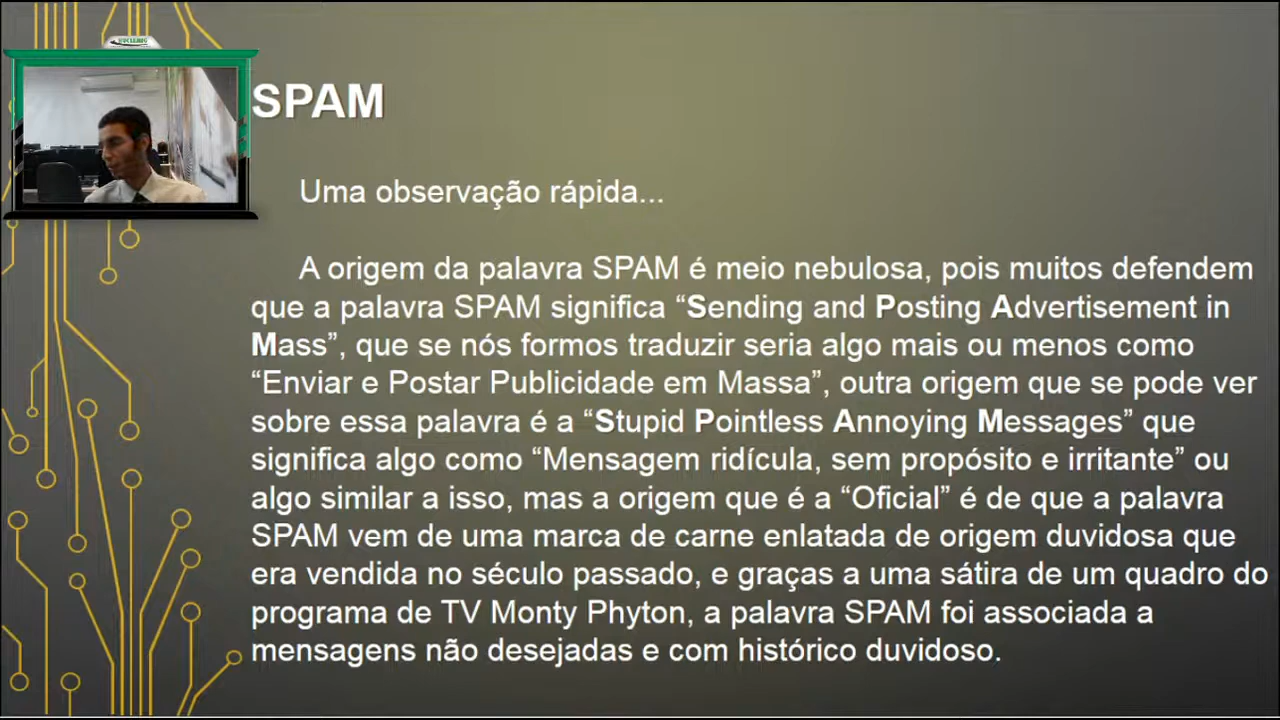 SPAM
Uma observação rápida...
A origem da palavra SPAM é meio nebulosa, pois muitos defendem
que a palavra SPAM significa “Sending and Posting Advertisement in
Mass”, que se nós formos traduzir seria algo mais ou menos como
“Enviar e Postar Publicidade em Massa”, outra origem que se pode ver
sobre essa palavra é a “Stupid Pointless Annoying Messages” que
significa algo como “Mensagem ridícula, sem propósito e irritante” ou
algo similar a isso, mas a origem que é a “Oficial” é de que a palavra
SPAM vem de uma marca de carne enlatada de origem duvidosa que
era vendida no século passado, e graças a uma sátira de um quadro do
programa de TV Monty Phyton, a palavra SPAM foi associada a
mensagens não desejadas e com histórico duvidoso.